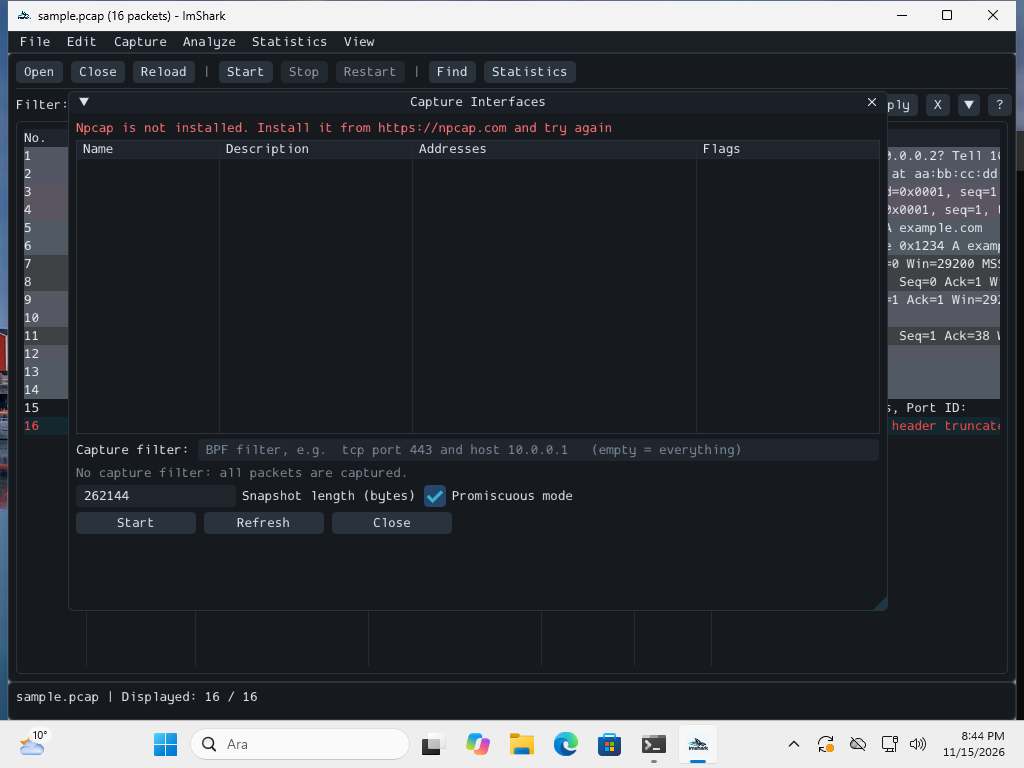 sample.pcap (16 packets) - ImShark
File Edit Capture Analyze Statistics View
Open Close Reload | Start Stop Restart | Find Statistics
Filter: X ▼ ?
▼ Capture Interfaces ✕
Npcap is not installed. Install it from https://npcap.com and try again
Name Description Addresses Flags
No.
1 0.0.0.2? Tell 10
2 at aa:bb:cc:dd
3 d=0x0001, seq=1
4 0x0001, seq=1,
5 A example.com
6 0x1234 A examp
7 =0 Win=29200 MSS
8 Seq=0 Ack=1 W
9 =1 Ack=1 Win=292
10
11 Seq=1 Ack=38 W
12
13
14
15 s, Port ID:
16 header truncate
Capture filter: BPF filter, e.g. tcp port 443 and host 10.0.0.1 (empty = everything)
No capture filter: all packets are captured.
262144 Snapshot length (bytes) Promiscuous mode
Start Refresh Close
sample.pcap | Displayed: 16 / 16
10°
Ara
imshark
8:44 PM
11/15/2026